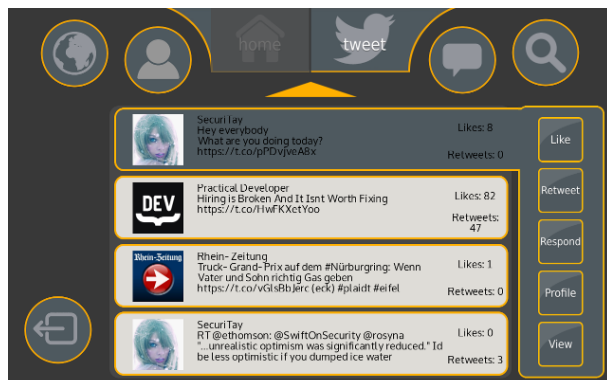 home
tweet
SecuriTay
Hey everybody
What are you doing today?
https://t.co/pPDvjveA8x
Likes: 8
Retweets: 0
DEV
Practical Developer
Hiring is Broken And It Isnt Worth Fixing
https://t.co/HwFKXetYoo
Likes: 82
Retweets:
47
Rhein-Zeitung
Rhein- Zeitung
Truck- Grand- Prix auf dem #Nürburgring: Wenn
Vater und Sohn richtig Gas geben
https://t.co/vGlsBbJerc (eck) #plaidt #eifel
Likes: 1
Retweets: 0
SecuriTay
RT @ethomson: @SwiftOnSecurity @rosyna
"...unrealistic optimism was significantly reduced." Id
be less optimistic if you dumped ice water
Likes: 0
Retweets: 3
Like
Retweet
Respond
Profile
View